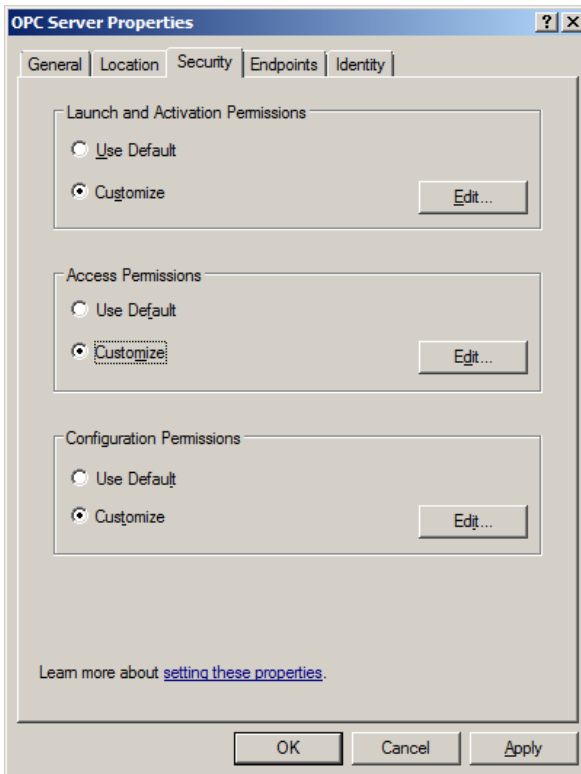 OPC Server Properties
General Location Security Endpoints Identity
Launch and Activation Permissions
Use Default
Customize
Edit...
Access Permissions
Use Default
Customize
Edit...
Configuration Permissions
Use Default
Customize
Edit...
Learn more about setting these properties.
OK Cancel Apply